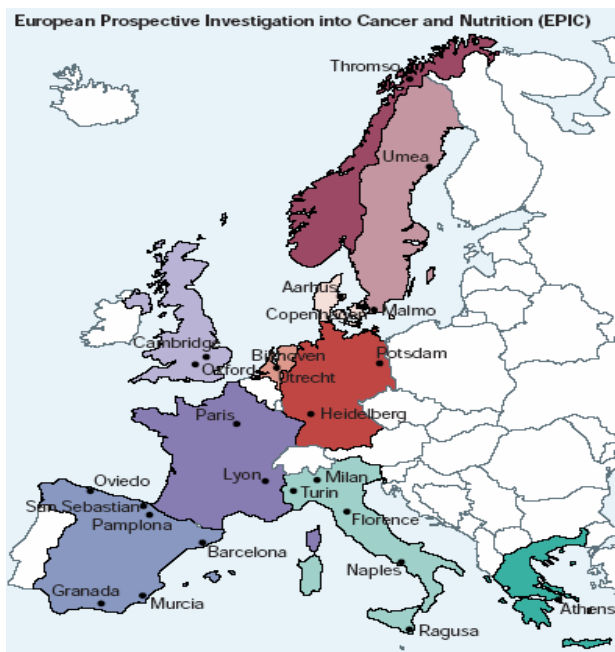 European Prospective Investigation into Cancer and Nutrition (EPIC)
Thromso
Umea
Aarhus
Copenhagen
Malmo
Cambridge
Oxford
Bilthoven
Utrecht
Potsdam
Paris
Heidelberg
Lyon
Milan
Turin
Oviedo
San Sebastian
Pamplona
Florence
Barcelona
Naples
Granada
Murcia
Athens
Ragusa